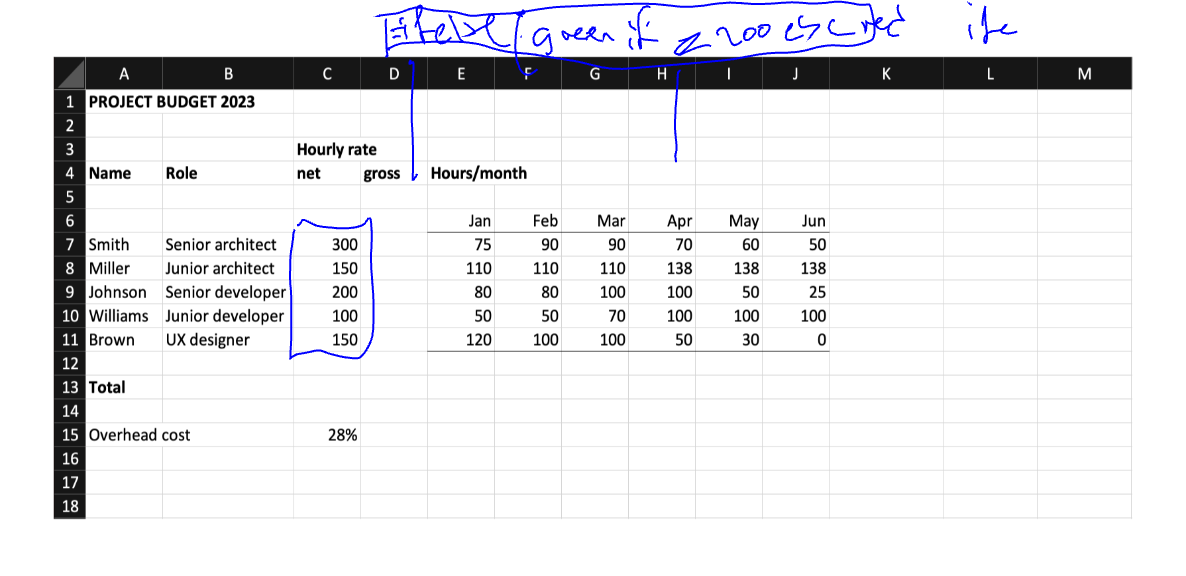 green if 200 red
A B C D E F G H I J K L M
1 PROJECT BUDGET 2023
2
3 Hourly rate
4 Name Role net gross Hours/month
5
6 Jan Feb Mar Apr May Jun
7 Smith Senior architect 300 75 90 90 70 60 50
8 Miller Junior architect 150 110 110 110 138 138 138
9 Johnson Senior developer 200 80 80 100 100 50 25
10 Williams Junior developer 100 50 50 70 100 100 100
11 Brown UX designer 150 120 100 100 50 30 0
12
13 Total
14
15 Overhead cost 28%
16
17
18